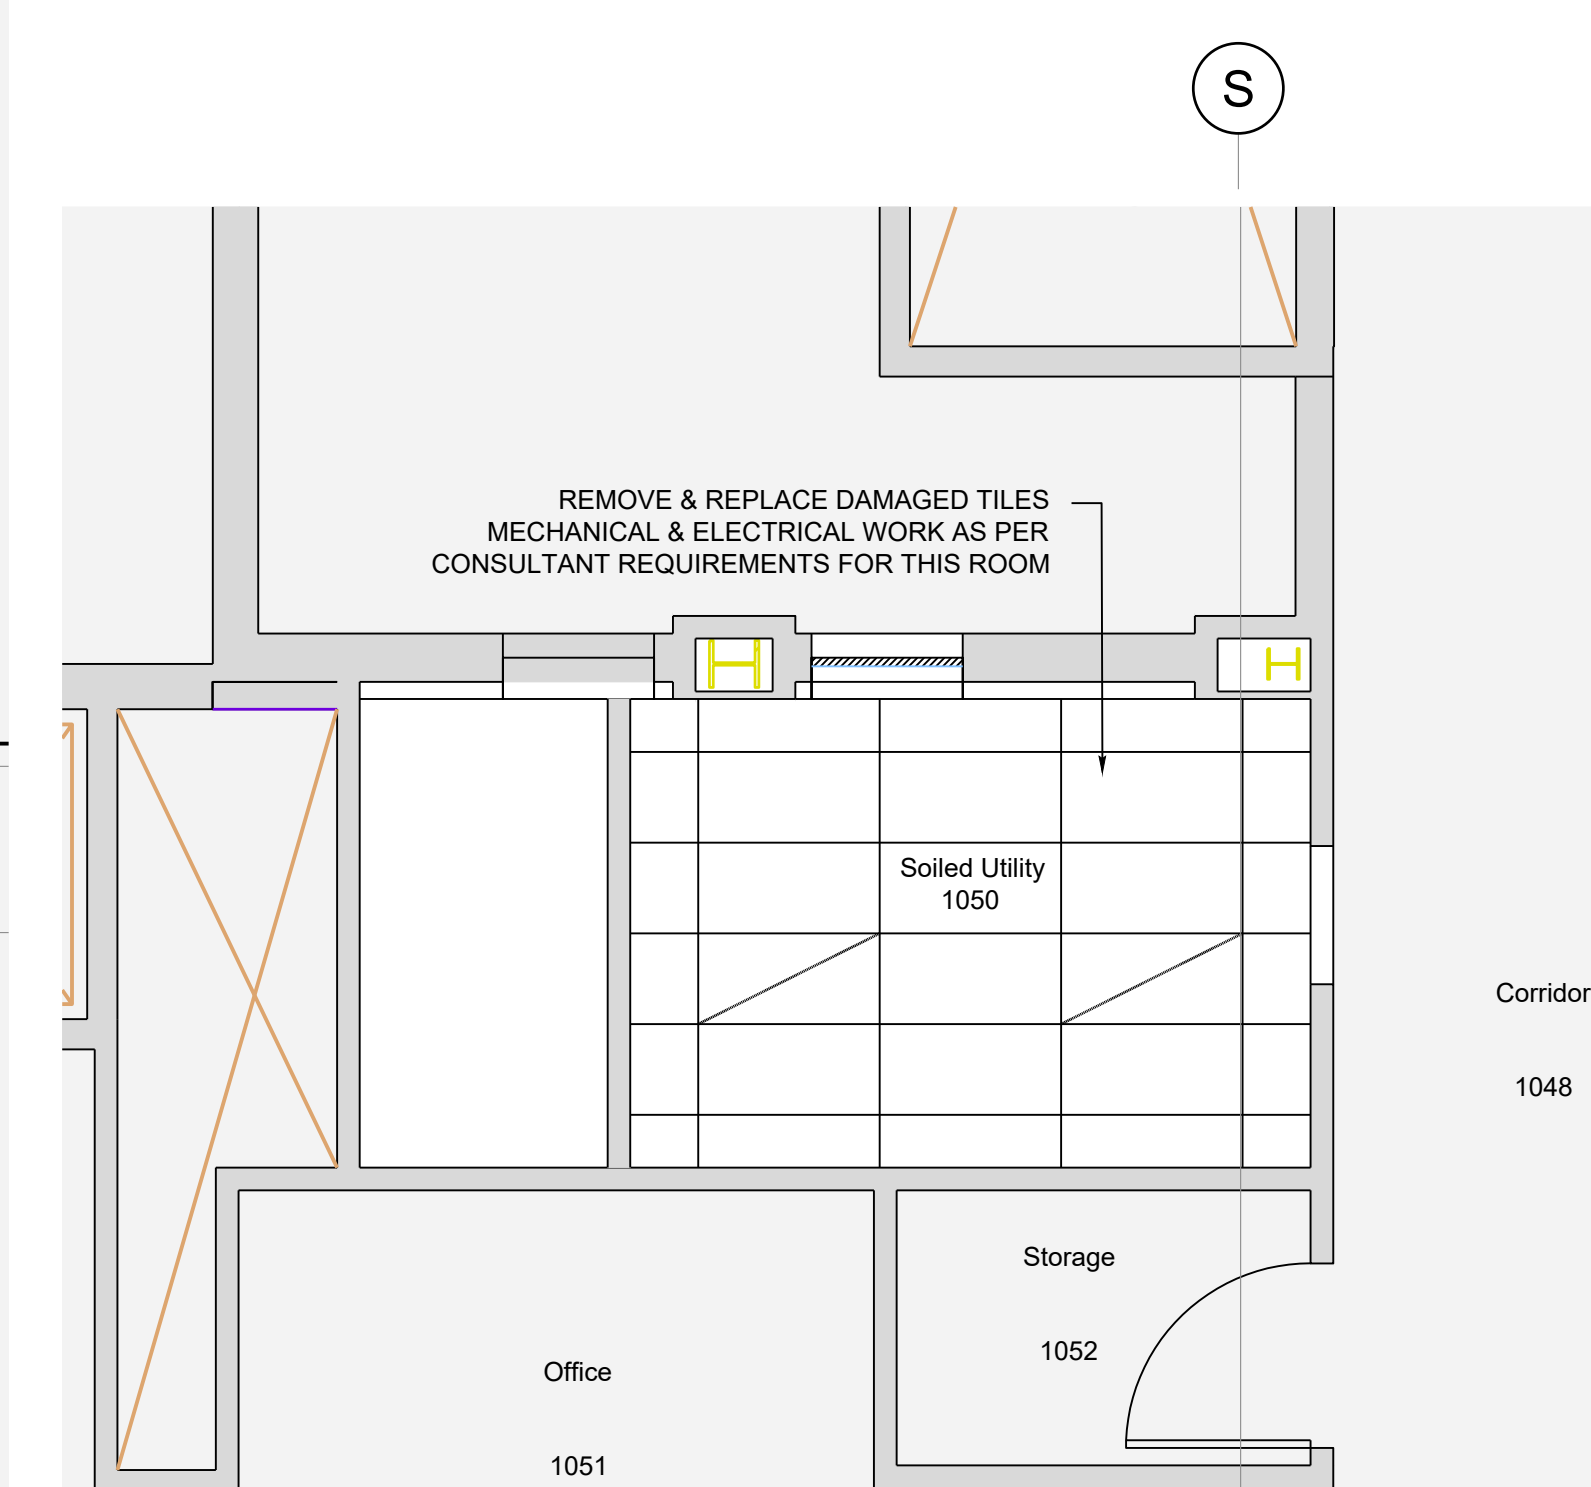 S
REMOVE & REPLACE DAMAGED TILES
MECHANICAL & ELECTRICAL WORK AS PER
CONSULTANT REQUIREMENTS FOR THIS ROOM
Soiled Utility
1050
Corridor
1048
Storage
1052
Office
1051